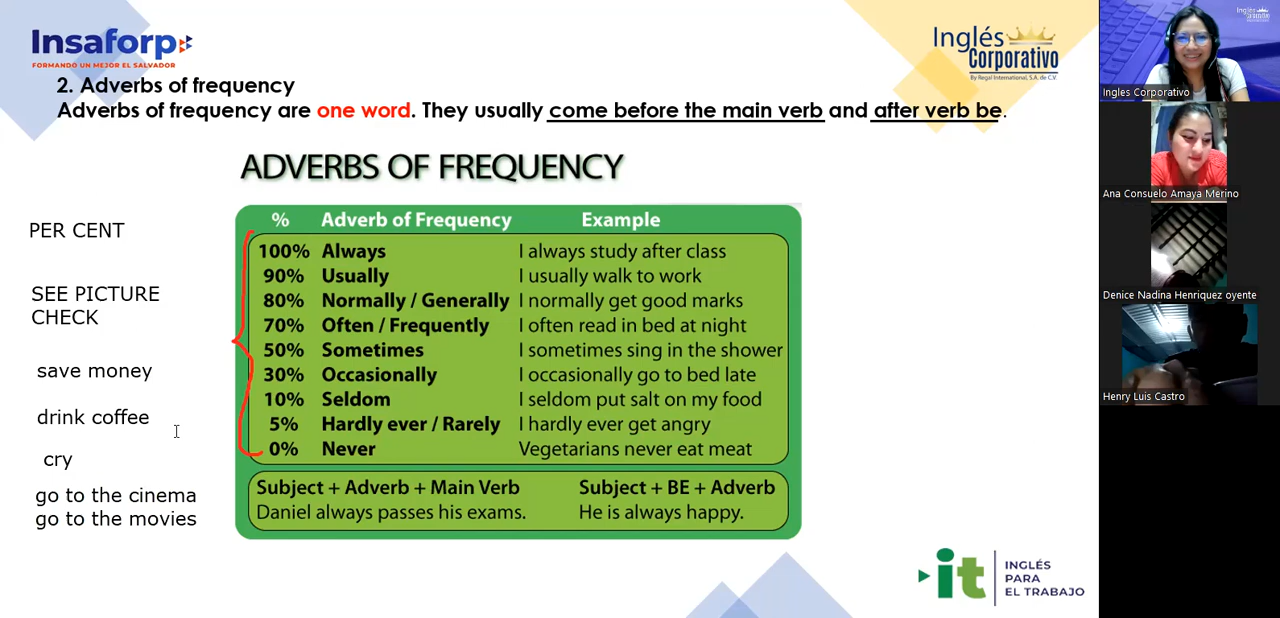 Insaforp
FORMANDO UN MEJOR EL SALVADOR
Inglés
Corporativo
By Regal International, S.A. de C.V.
2. Adverbs of frequency
Adverbs of frequency are one word. They usually come before the main verb and after verb be.
ADVERBS OF FREQUENCY
PER CENT
SEE PICTURE
CHECK
save money
drink coffee
cry
go to the cinema
go to the movies
% Adverb of Frequency Example
100% Always I always study after class
90% Usually I usually walk to work
80% Normally / Generally I normally get good marks
70% Often / Frequently I often read in bed at night
50% Sometimes I sometimes sing in the shower
30% Occasionally I occasionally go to bed late
10% Seldom I seldom put salt on my food
5% Hardly ever / Rarely I hardly ever get angry
0% Never Vegetarians never eat meat
Subject + Adverb + Main Verb Subject + BE + Adverb
Daniel always passes his exams. He is always happy.
it
INGLÉS
PARA
EL TRABAJO
Inglés
Ingles Corporativo
Ana Consuelo Amaya Merino
Denice Nadina Henriquez oyente
Henry Luis Castro